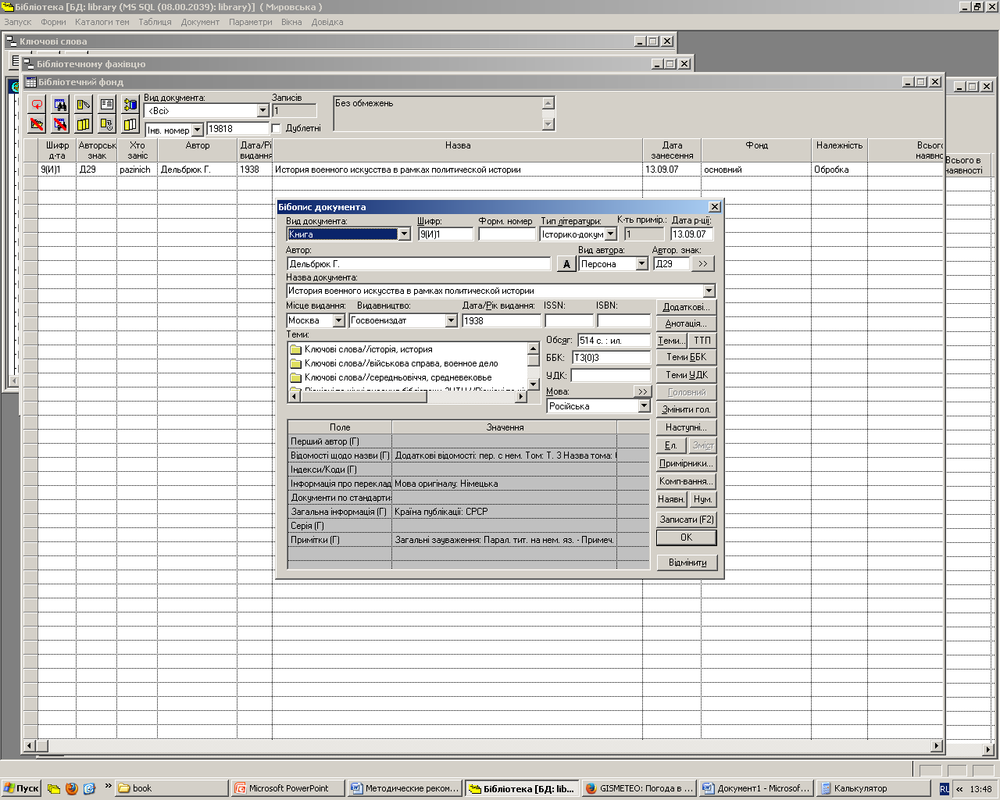 Бібліотека [БД: library (MS SQL (08.00.2039): library)] ( Мировська )
Запуск Форми Каталоги тем Таблиця Документ Параметри Вікна Довідка
Ключові слова
Бібліотечному фахівцю
Бібліотечний фонд
Вид документа: Записів
<Всі> 1 Без обмежень
Інв. номер 19818 Дублетні
Шифр д-та Авторськ знак Хто заніс Автор Дата/Рі видання Назва Дата занесення Фонд Належність Всього наявно
Всього в наявності
9(И)1 Д29 pazinich Дельбрюк Г. 1938 История военного искусства в рамках политической истории 13.09.07 основний Обробка
Бібопис документа
Вид документа: Шифр: Форм. номер Тип літератури: К-ть примір.: Дата р-ції:
Книга 9(И)1 Історико-докум 1 13.09.07
Автор: Вид автора: Автор. знак:
Дельбрюк Г. А Персона Д29 >>
Назва документа:
История военного искусства в рамках политической истории
Місце видання: Видавництво: Дата/Рік видання: ISSN: ISBN: Додаткові...
Москва Госвоениздат 1938 Анотація...
Теми: Обсяг: 514 с. : ил. Теми... ТТП
Ключові слова//історія, история
Ключові слова//військова справа, военное дело ББК: Т3(0)3 Теми ББК
Ключові слова//середньовіччя, средневековье УДК: Теми УДК
Мова: >> Головний
Російська Змінити гол.
Поле Значення Наступні...
Перший автор (Г) Ел. Зміст
Відомості щодо назви (Г) Додаткові відомості: пер. с нем. Том: Т. 3 Назва тома:
Індекси/Коди (Г) Примірники...
Інформація про переклад Мова оригіналу: Німецька Комп-вання...
Документи по стандарти Наявн. Нум.
Загальна інформація (Г) Країна публікації: СРСР Записати (F2)
Серія (Г)
Примітки (Г) Загальні зауваження: Парал. тит. на нем. яз. - Примеч. OK
Відмінити
Пуск » book Microsoft PowerPoint Методические реком... Бібліотека [БД: lib... GISMETEO: Погода в ... Документ1 - Microsof... Калькулятор RU « 13:48